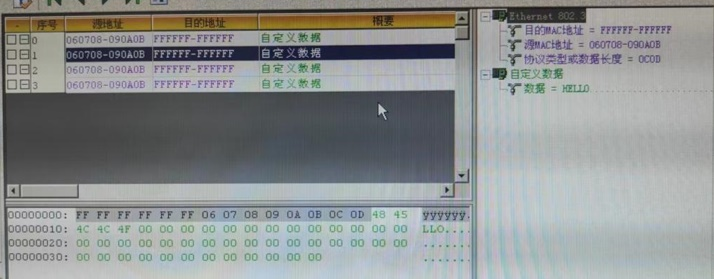 序号 源地址 目的地址 概要
0 060708-090A0B FFFFFF-FFFFFF 自定义数据
1 060708-090A0B FFFFFF-FFFFFF 自定义数据
2 060708-090A0B FFFFFF-FFFFFF 自定义数据
3 060708-090A0B FFFFFF-FFFFFF 自定义数据
Ethernet 802.3
目的MAC地址 = FFFFFF-FFFFFF
源MAC地址 = 060708-090A0B
协议类型或数据长度 = 0C0D
自定义数据
数据 = HELLO
00000000: FF FF FF FF FF FF 06 07 08 09 0A 0B 0C 0D 48 45 ÿÿÿÿÿÿ.
00000010: 4C 4C 4F 00 00 00 00 00 00 00 00 00 00 00 00 00 LLO....
00000020: 00 00 00 00 00 00 00 00 00 00 00 00 00 00 00 00 .......
00000030: 00 00 00 00 00 00 00 00 00 00 00 00 ......